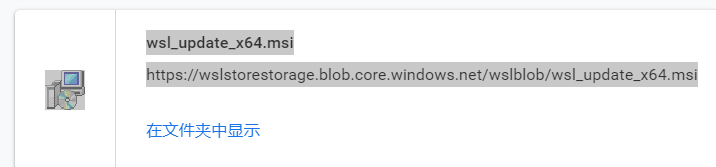 wsl_update_x64.msi
https://wslstorestorage.blob.core.windows.net/wslblob/wsl_update_x64.msi
在文件夹中显示